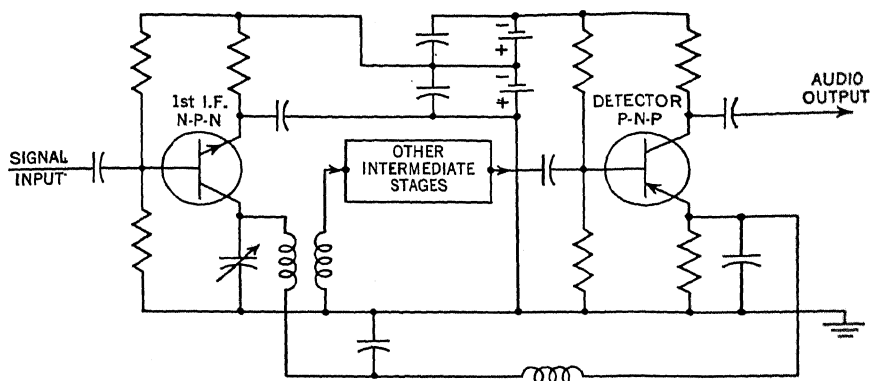 1st I.F.
N-P-N
SIGNAL
INPUT
OTHER
INTERMEDIATE
STAGES
-
+
-
+
DETECTOR
P-N-P
AUDIO
OUTPUT